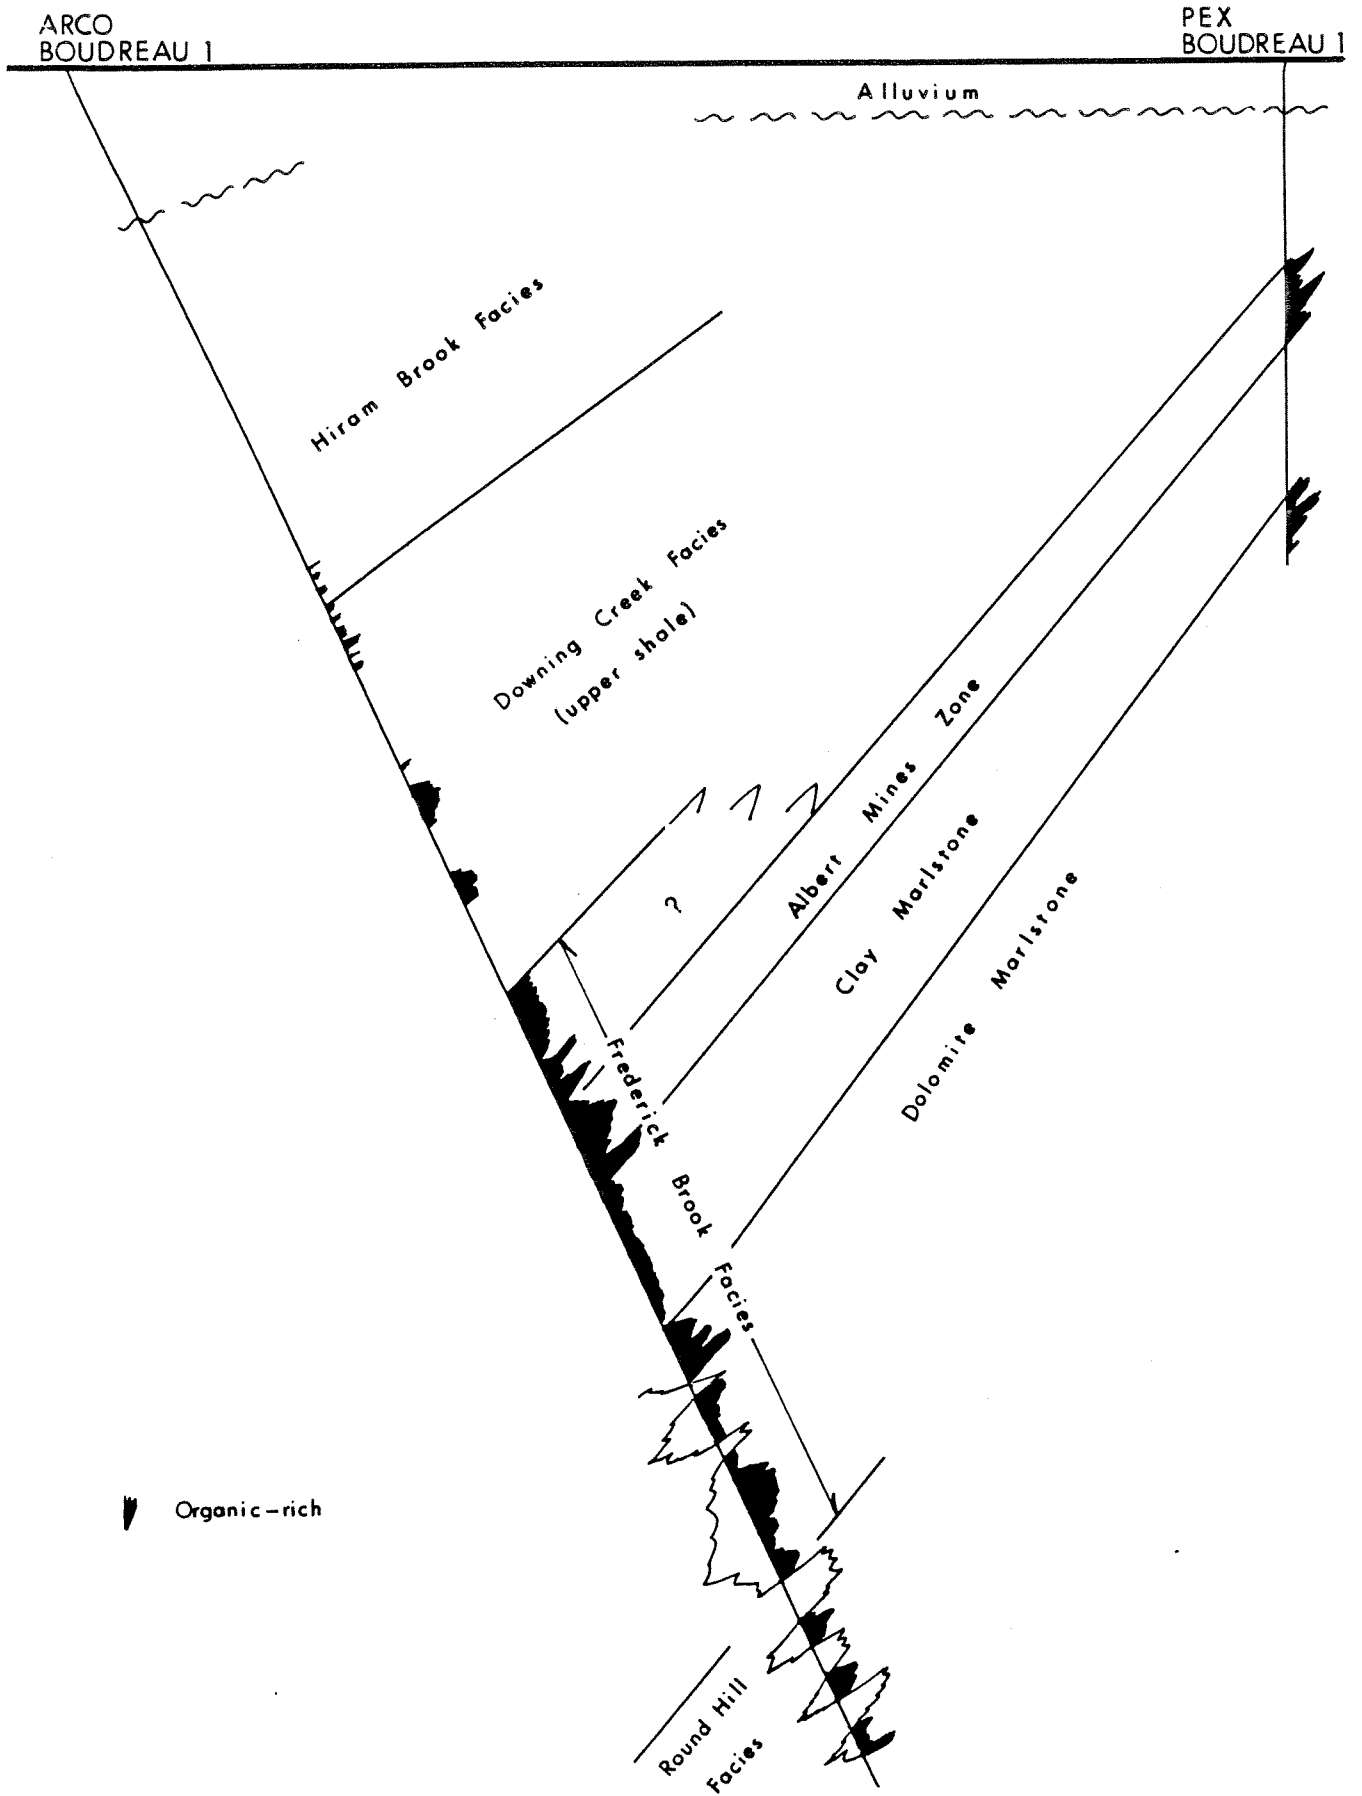 ARCO
BOUDREAU 1
PEX
BOUDREAU 1
Alluvium
Hiram Brook Facies
Downing Creek Facies
(upper shale)
?
Albert Mines Zone
Clay Marlstone
Dolomite Marlstone
Frederick Brook Facies
Organic-rich
Round Hill
Facies